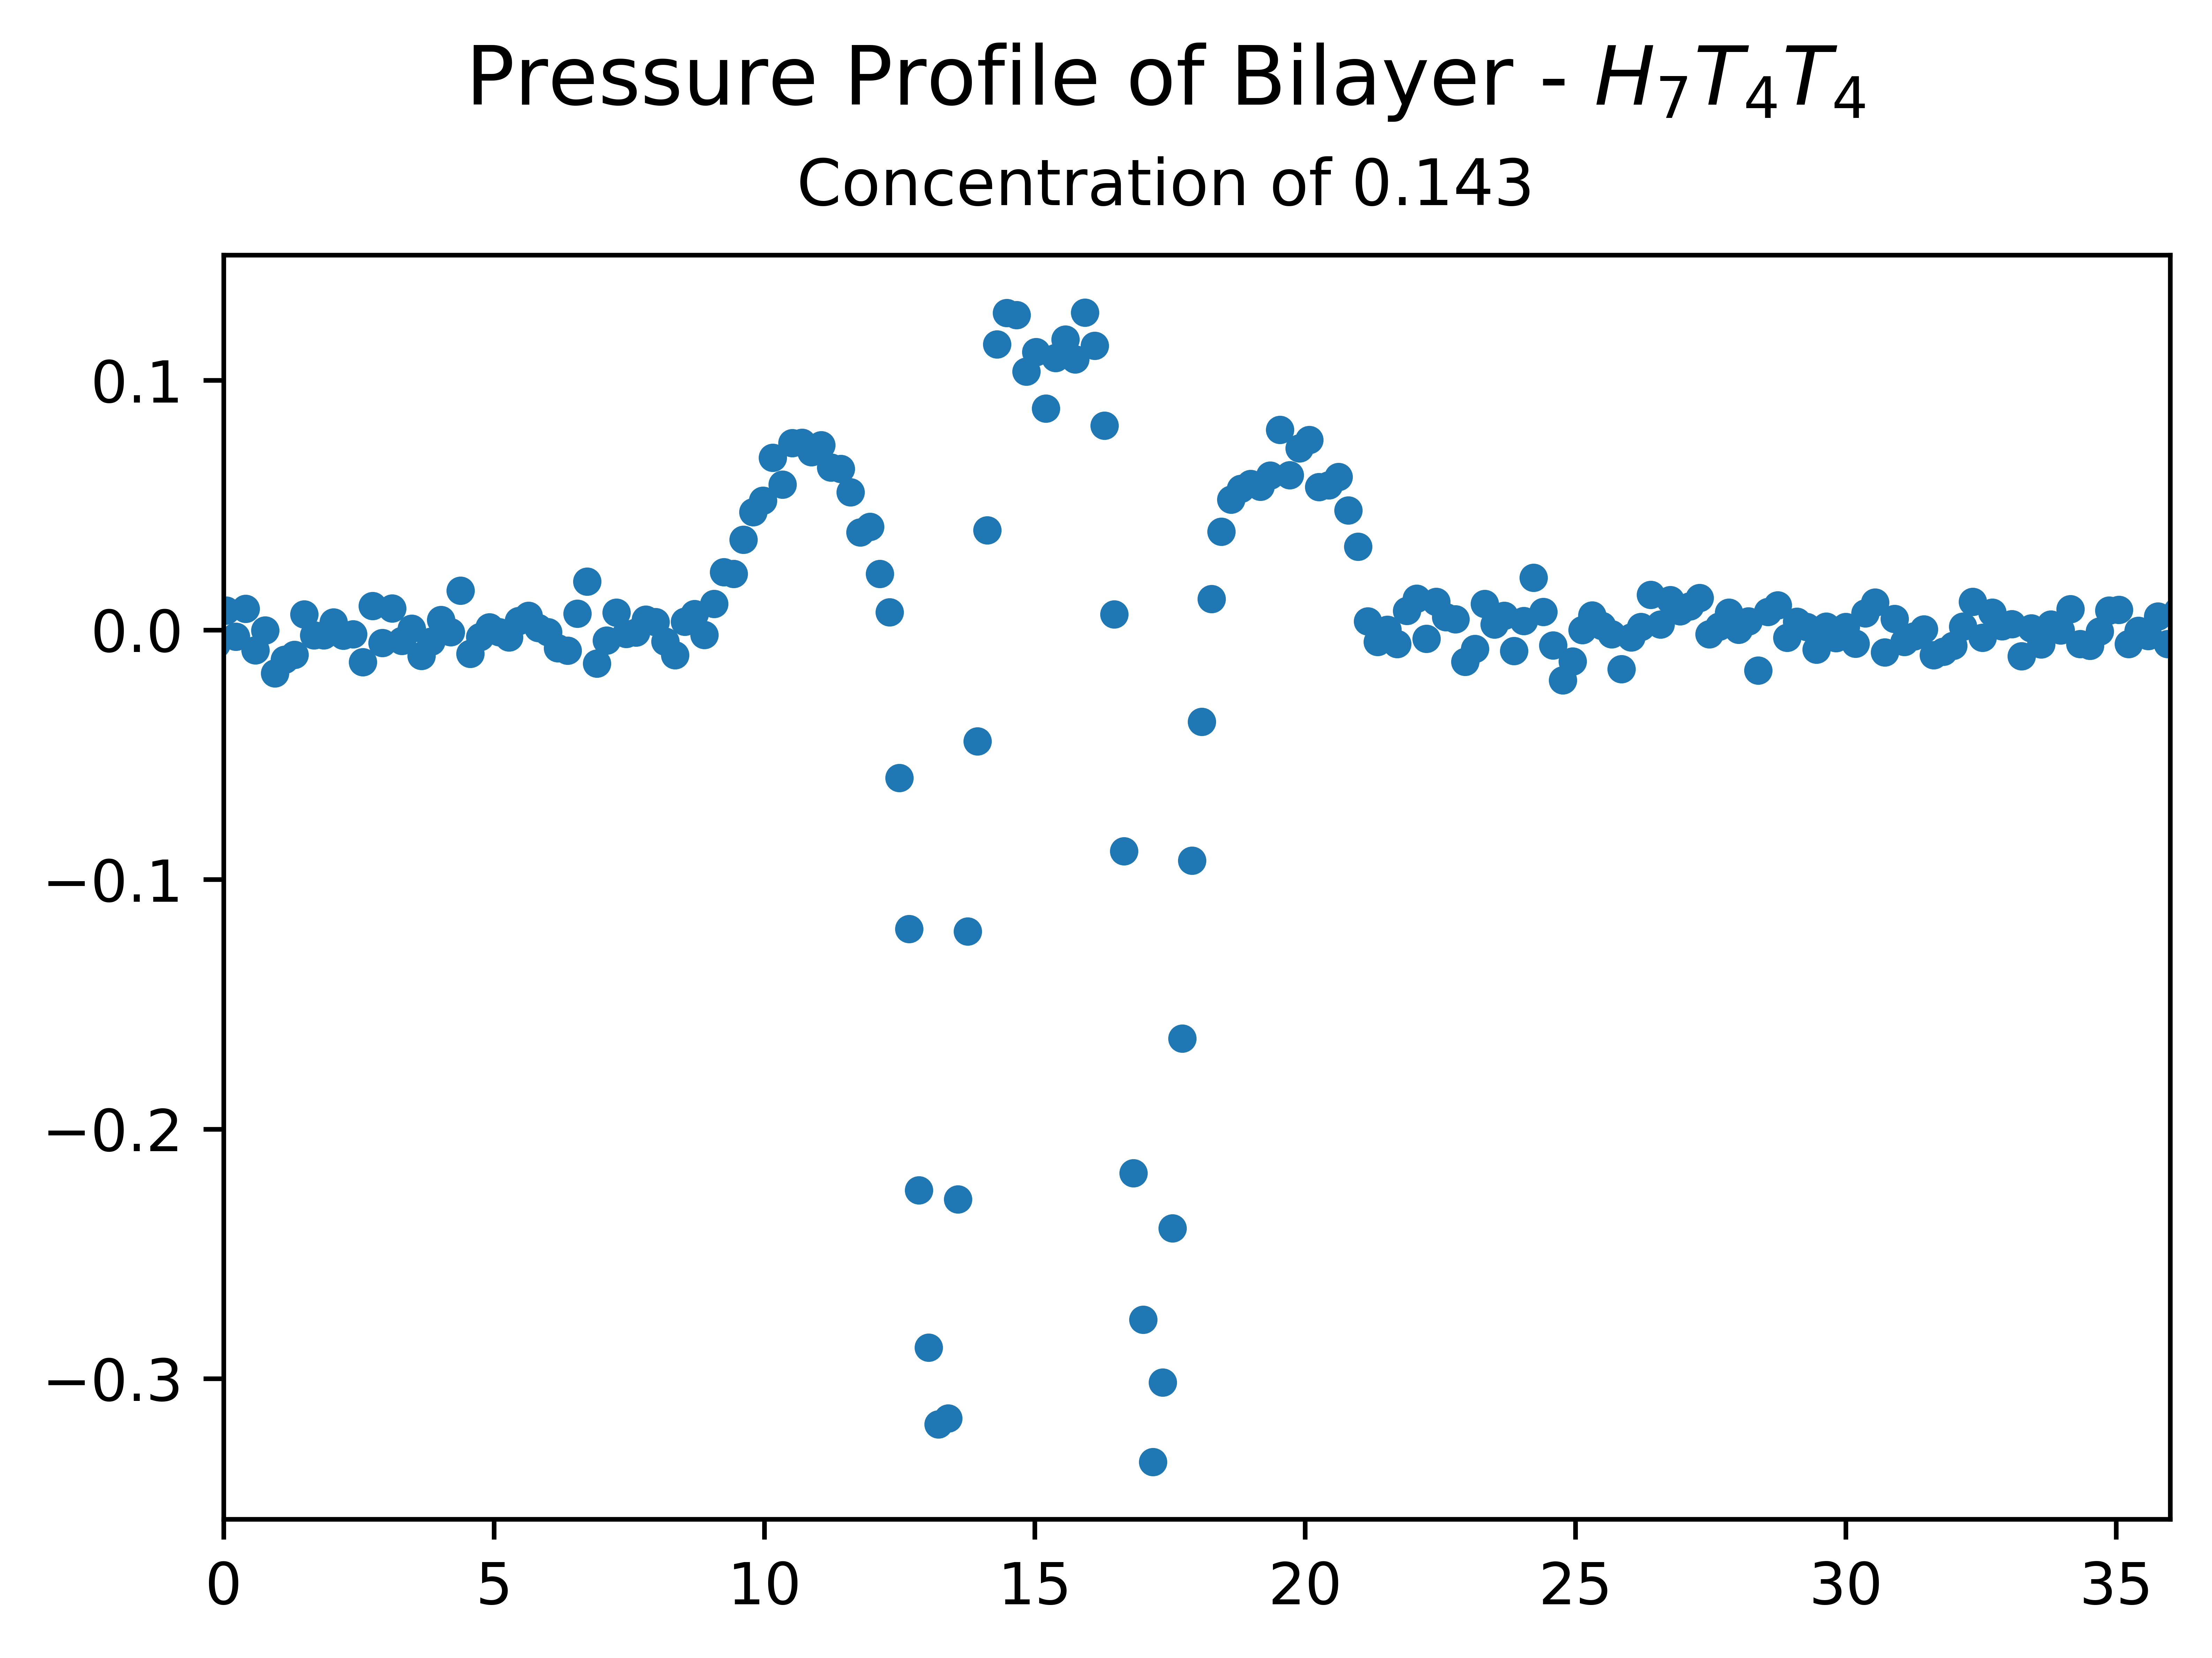 Pressure Profile of Bilayer - H₇T₄T₄
Concentration of 0.143
0.1
0.0
−0.1
−0.2
−0.3
0 5 10 15 20 25 30 35